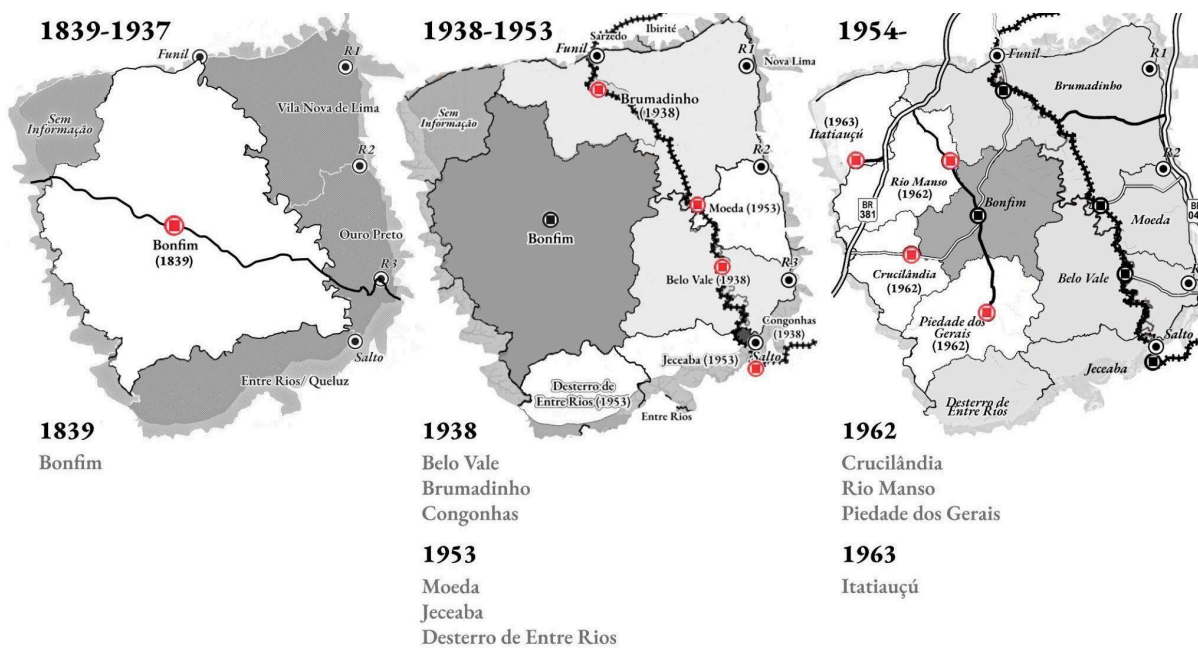 1839-1937
Funil
R1
Vila Nova de Lima
Sem
Informação
R2
Ouro Preto
Bonfim
(1839)
R3
Salto
Entre Rios/ Queluz
1839
Bonfim
1938-1953
Ibirité
Sarzedo
Funil
R1
Nova Lima
Brumadinho
(1938)
Sem
Informação
R2
Moeda (1953)
Bonfim
Belo Vale (1938)
R3
Congonhas
(1938)
Jeceaba (1953)
Salto
Desterro de
Entre Rios (1953)
Entre Rios
1938
Belo Vale
Brumadinho
Congonhas
1953
Moeda
Jeceaba
Desterro de Entre Rios
1954-
Funil
R1
Brumadinho
(1963)
Itatiauçú
R2
Rio Manso
(1962)
BR
381
Bonfim
BR
04
Moeda
Crucilândia
(1962)
Belo Vale
Piedade dos
Gerais
(1962)
Salto
Jeceaba
Desterro de
Entre Rios
1962
Crucilândia
Rio Manso
Piedade dos Gerais
1963
Itatiauçú